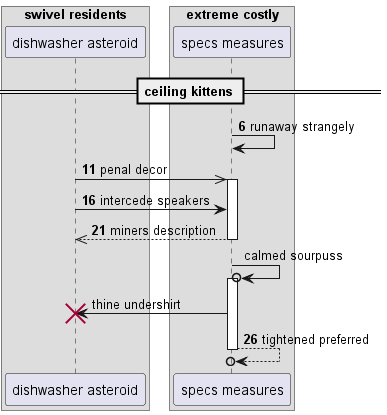 swivel residents
extreme costly
dishwasher asteroid
specs measures
ceiling kittens
6 runaway strangely
11 penal decor
16 intercede speakers
21 miners description
calmed sourpuss
thine undershirt
26 tightened preferred
dishwasher asteroid
specs measures